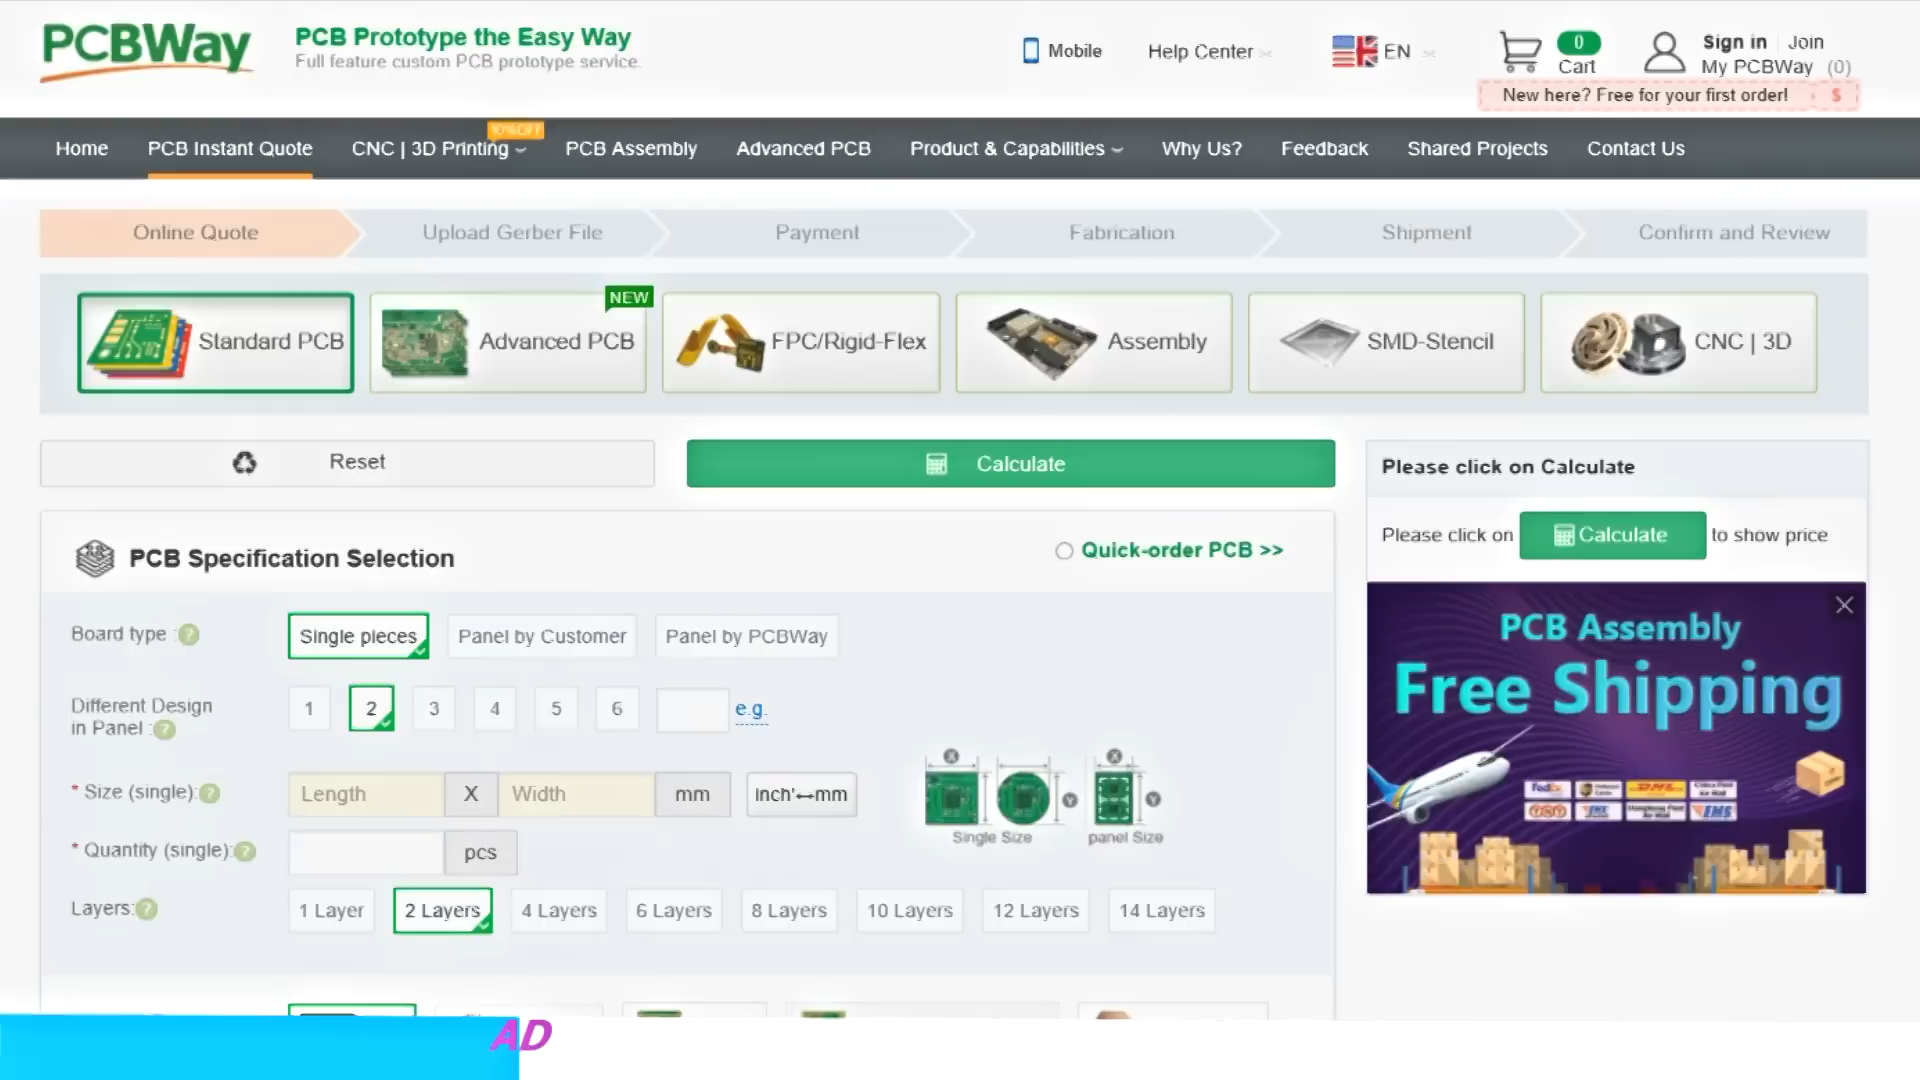 PCBWay
PCB Prototype the Easy Way
Full feature custom PCB prototype service.
Mobile
Help Center
EN
0
Cart
Sign in
Join
My PCBWay (0)
New here? Free for your first order!
$
10%OFF
Home
PCB Instant Quote
CNC | 3D Printing
PCB Assembly
Advanced PCB
Product & Capabilities
Why Us?
Feedback
Shared Projects
Contact Us
Online Quote
Upload Gerber File
Payment
Fabrication
Shipment
Confirm and Review
NEW
Standard PCB
Advanced PCB
FPC/Rigid-Flex
Assembly
SMD-Stencil
CNC | 3D
Reset
Calculate
Please click on Calculate
Please click on
Calculate
to show price
PCB Specification Selection
Quick-order PCB >>
Board type :?
Single pieces
Panel by Customer
Panel by PCBWay
Different Design
in Panel :?
1
2
3
4
5
6
e.g.
* Size (single):?
Length
X
Width
mm
inch'↔mm
* Quantity (single):?
pcs
X
Y
X
Y
Single Size
panel Size
Layers:?
1 Layer
2 Layers
4 Layers
6 Layers
8 Layers
10 Layers
12 Layers
14 Layers
PCB Assembly
Free Shipping
FedEx
DHL
EMS
AD